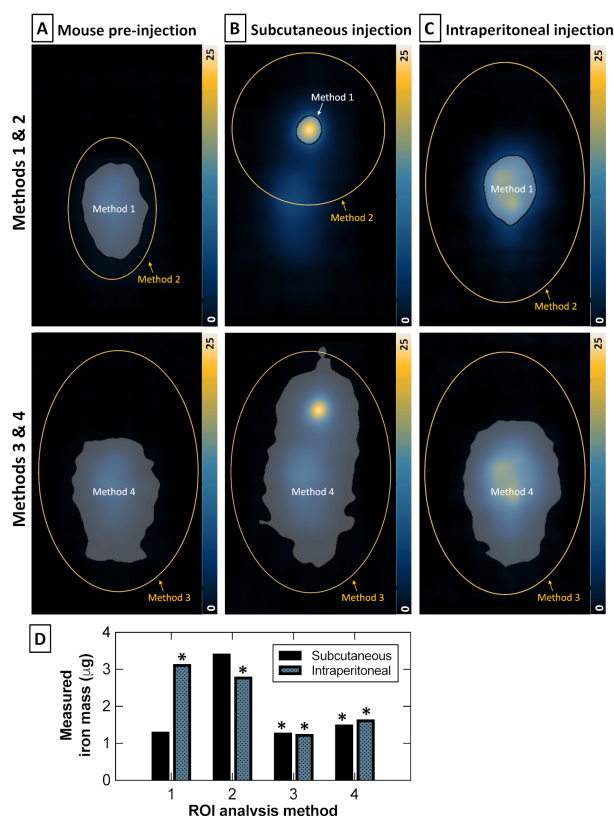 A Mouse pre-injection
B Subcutaneous injection
C Intraperitoneal injection
Methods 1 & 2
Method 1
Method 2
25
0
Method 1
Method 2
25
0
Method 1
Method 2
25
0
Methods 3 & 4
Method 4
Method 3
25
0
Method 4
Method 3
25
0
Method 4
Method 3
25
0
D
Measured
iron mass (µg)
4
3
2
1
0
Subcutaneous
Intraperitoneal
*
* *
* *
1 2 3 4
ROI analysis method